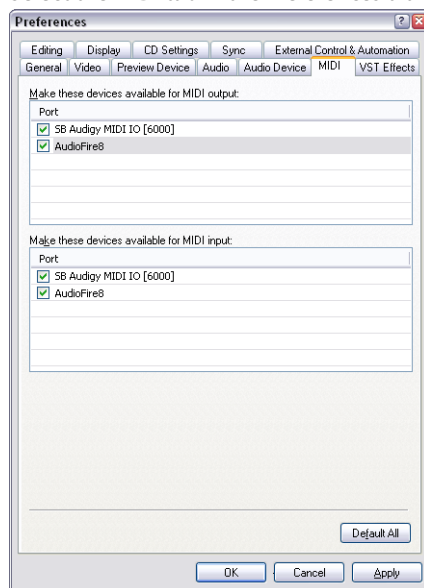 Preferences
Editing Display CD Settings Sync External Control & Automation
General Video Preview Device Audio Audio Device MIDI VST Effects
Make these devices available for MIDI output:
Port
SB Audigy MIDI IO [6000]
AudioFire8
Make these devices available for MIDI input:
Port
SB Audigy MIDI IO [6000]
AudioFire8
Default All
OK Cancel Apply